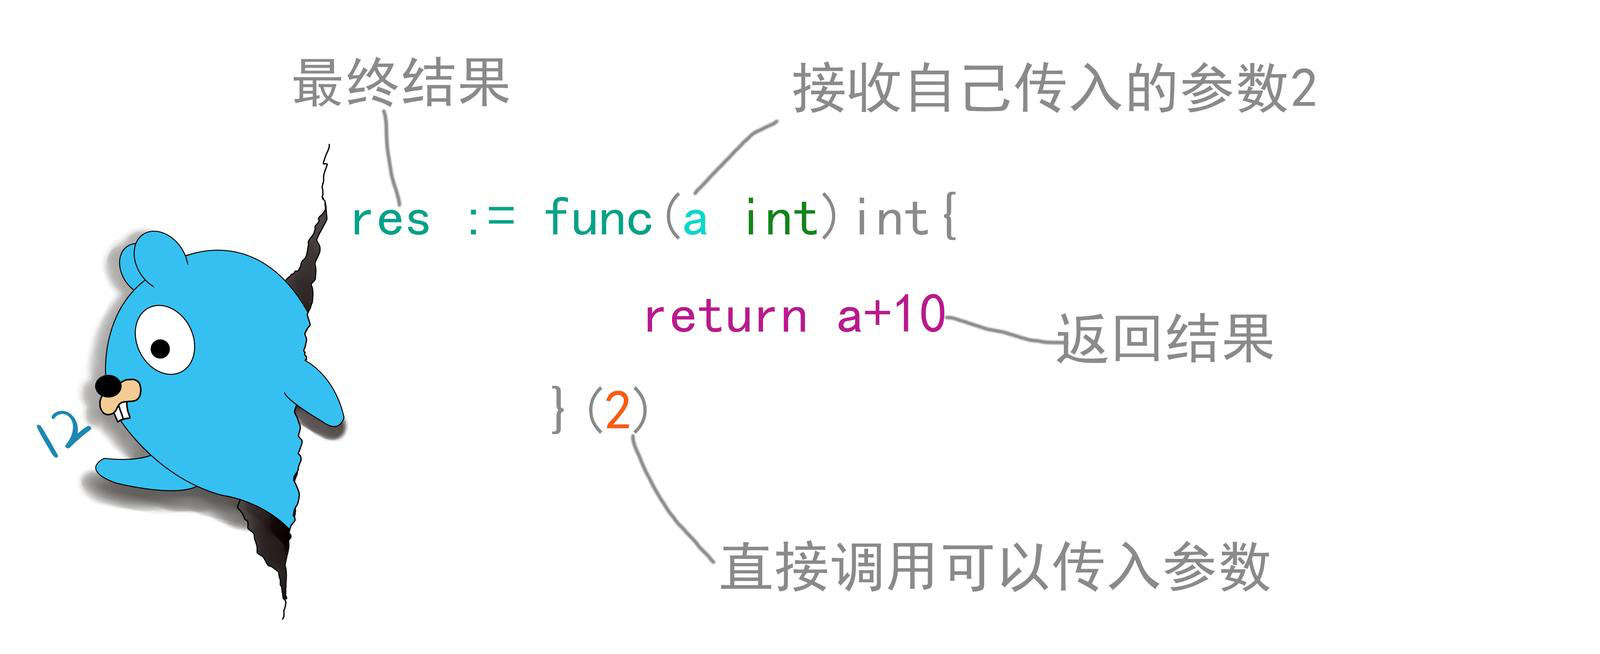 最终结果
接收自己传入的参数2
res := func(a int)int{
return a+10
返回结果
}(2)
12
直接调用可以传入参数